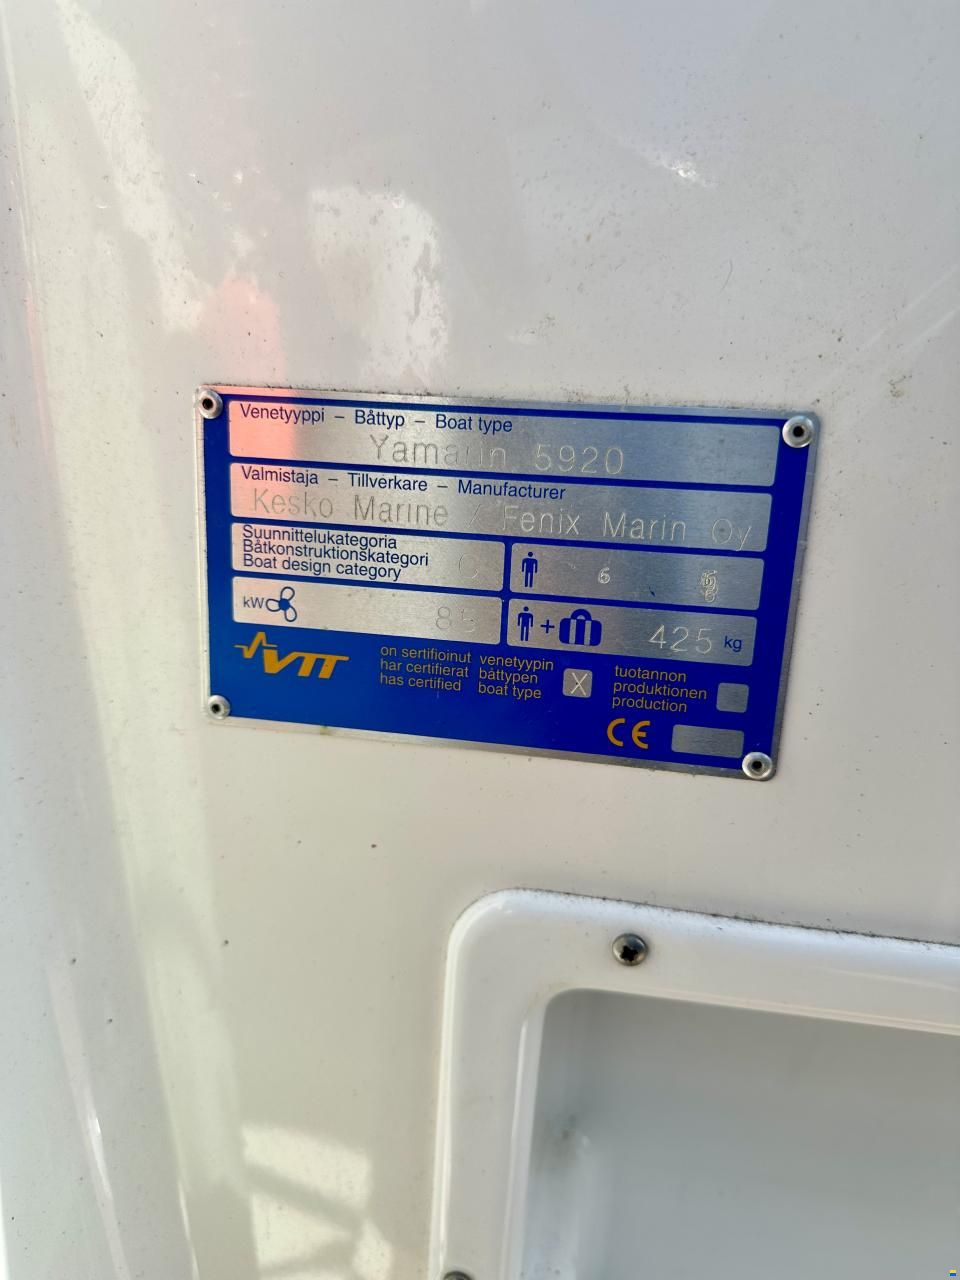 Venetyyppi – Båttyp – Boat type
Yamarin 5920
Valmistaja – Tillverkare – Manufacturer
Kesko Marine / Fenix Marin Oy
Suunnittelukategoria
Båtkonstruktionskategori
Boat design category C
6
kW 85
+ 425 kg
VTT
on sertifioinut venetyypin
har certifierat båttypen
has certified boat type X
tuotannon
produktionen
production
CE